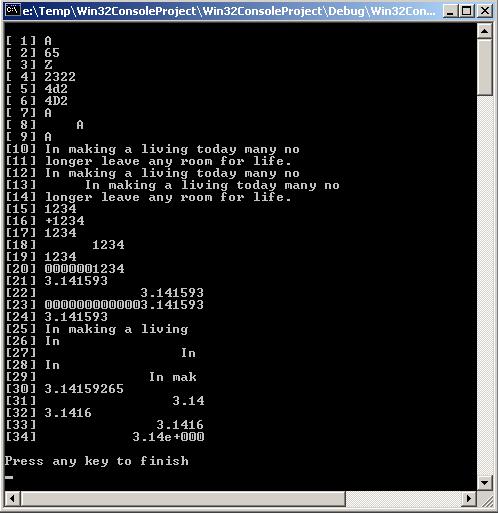 e:\Temp\Win32ConsoleProject\Win32ConsoleProject\Debug\Win32Con...
[ 1] A
[ 2] 65
[ 3] Z
[ 4] 2322
[ 5] 4d2
[ 6] 4D2
[ 7] A
[ 8]     A
[ 9] A
[10] In making a living today many no
[11] longer leave any room for life.
[12] In making a living today many no
[13]      In making a living today many no
[14] longer leave any room for life.
[15] 1234
[16] +1234
[17] 1234
[18]       1234
[19] 1234
[20] 0000001234
[21] 3.141593
[22]             3.141593
[23] 0000000000003.141593
[24] 3.141593
[25] In making a living
[26] In
[27]                  In
[28] In
[29]              In mak
[30] 3.14159265
[31]                 3.14
[32] 3.1416
[33]               3.1416
[34]            3.14e+000
Press any key to finish